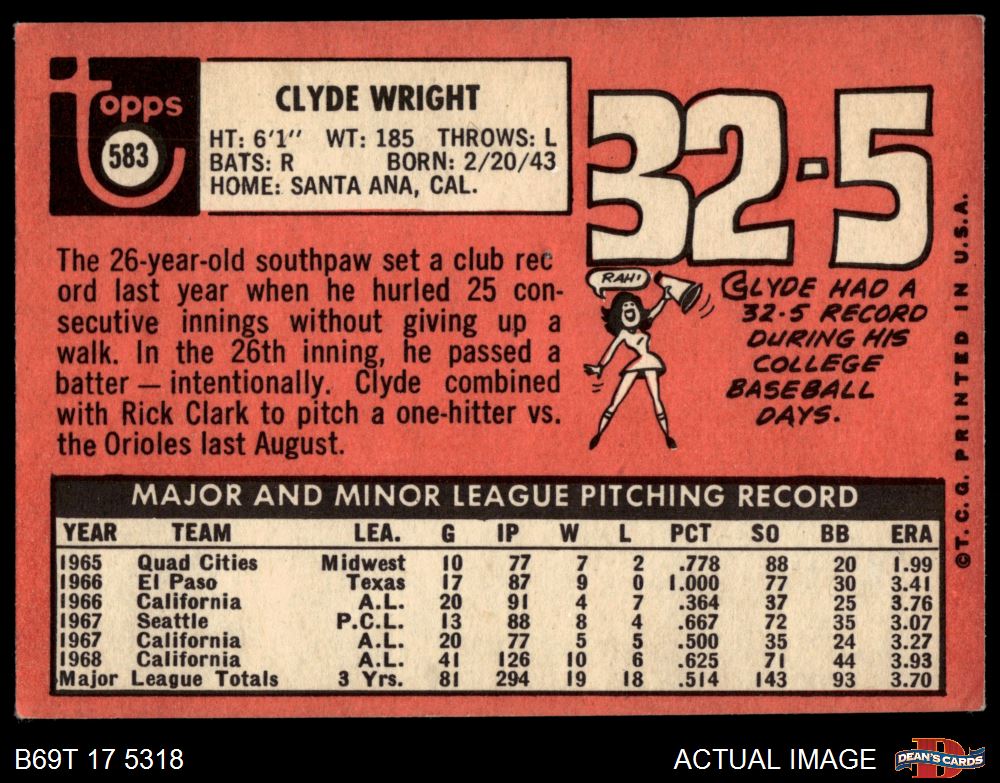 topps
583
CLYDE WRIGHT
HT: 6'1" WT: 185 THROWS: L
BATS: R BORN: 2/20/43
HOME: SANTA ANA, CAL.
32-5
The 26-year-old southpaw set a club rec
ord last year when he hurled 25 con-
secutive innings without giving up a
walk. In the 26th inning, he passed a
batter — intentionally. Clyde combined
with Rick Clark to pitch a one-hitter vs.
the Orioles last August.
RAH!
CLYDE HAD A
32-5 RECORD
DURING HIS
COLLEGE
BASEBALL
DAYS.
©T.C.G. PRINTED IN U.S.A.
MAJOR AND MINOR LEAGUE PITCHING RECORD
YEAR TEAM LEA. G IP W L PCT SO BB ERA
1965 Quad Cities Midwest 10 77 7 2 .778 88 20 1.99
1966 El Paso Texas 17 87 9 0 1.000 77 30 3.41
1966 California A.L. 20 91 4 7 .364 37 25 3.76
1967 Seattle P.C.L. 13 88 8 4 .667 72 35 3.07
1967 California A.L. 20 77 5 5 .500 35 24 3.27
1968 California A.L. 41 126 10 6 .625 71 44 3.93
Major League Totals 3 Yrs. 81 294 19 18 .514 143 93 3.70
B69T 17 5318
ACTUAL IMAGE
D
DEAN'S CARDS